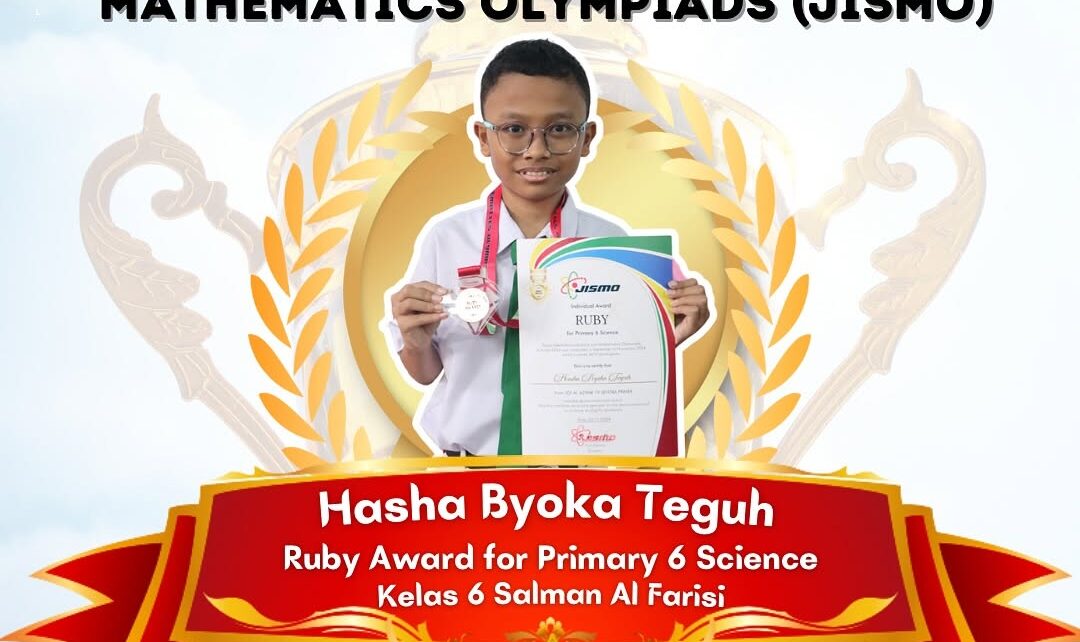 MATHEMATICS OLYMPIADS (JISMO)
JISMO
Individual Award
RUBY
for Primary 6 Science
Hasha Byoka Teguh
JISMO
Hasha Byoka Teguh
Ruby Award for Primary 6 Science
Kelas 6 Salman Al Farisi